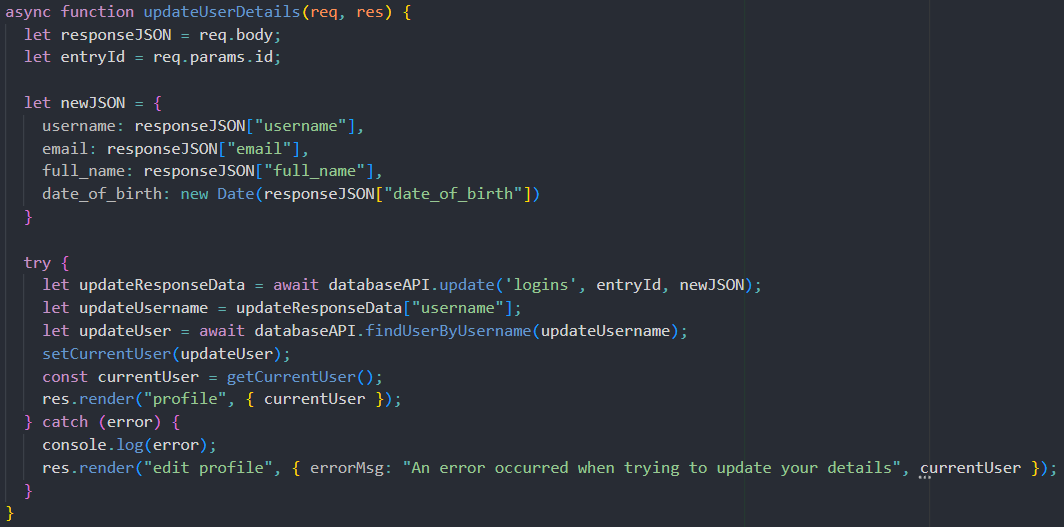 async function updateUserDetails(req, res) {
  let responseJSON = req.body;
  let entryId = req.params.id;

  let newJSON = {
    username: responseJSON["username"],
    email: responseJSON["email"],
    full_name: responseJSON["full_name"],
    date_of_birth: new Date(responseJSON["date_of_birth"])
  }

  try {
    let updateResponseData = await databaseAPI.update('logins', entryId, newJSON);
    let updateUsername = updateResponseData["username"];
    let updateUser = await databaseAPI.findUserByUsername(updateUsername);
    setCurrentUser(updateUser);
    const currentUser = getCurrentUser();
    res.render("profile", { currentUser });
  } catch (error) {
    console.log(error);
    res.render("edit profile", { errorMsg: "An error occurred when trying to update your details", currentUser });
  }
}